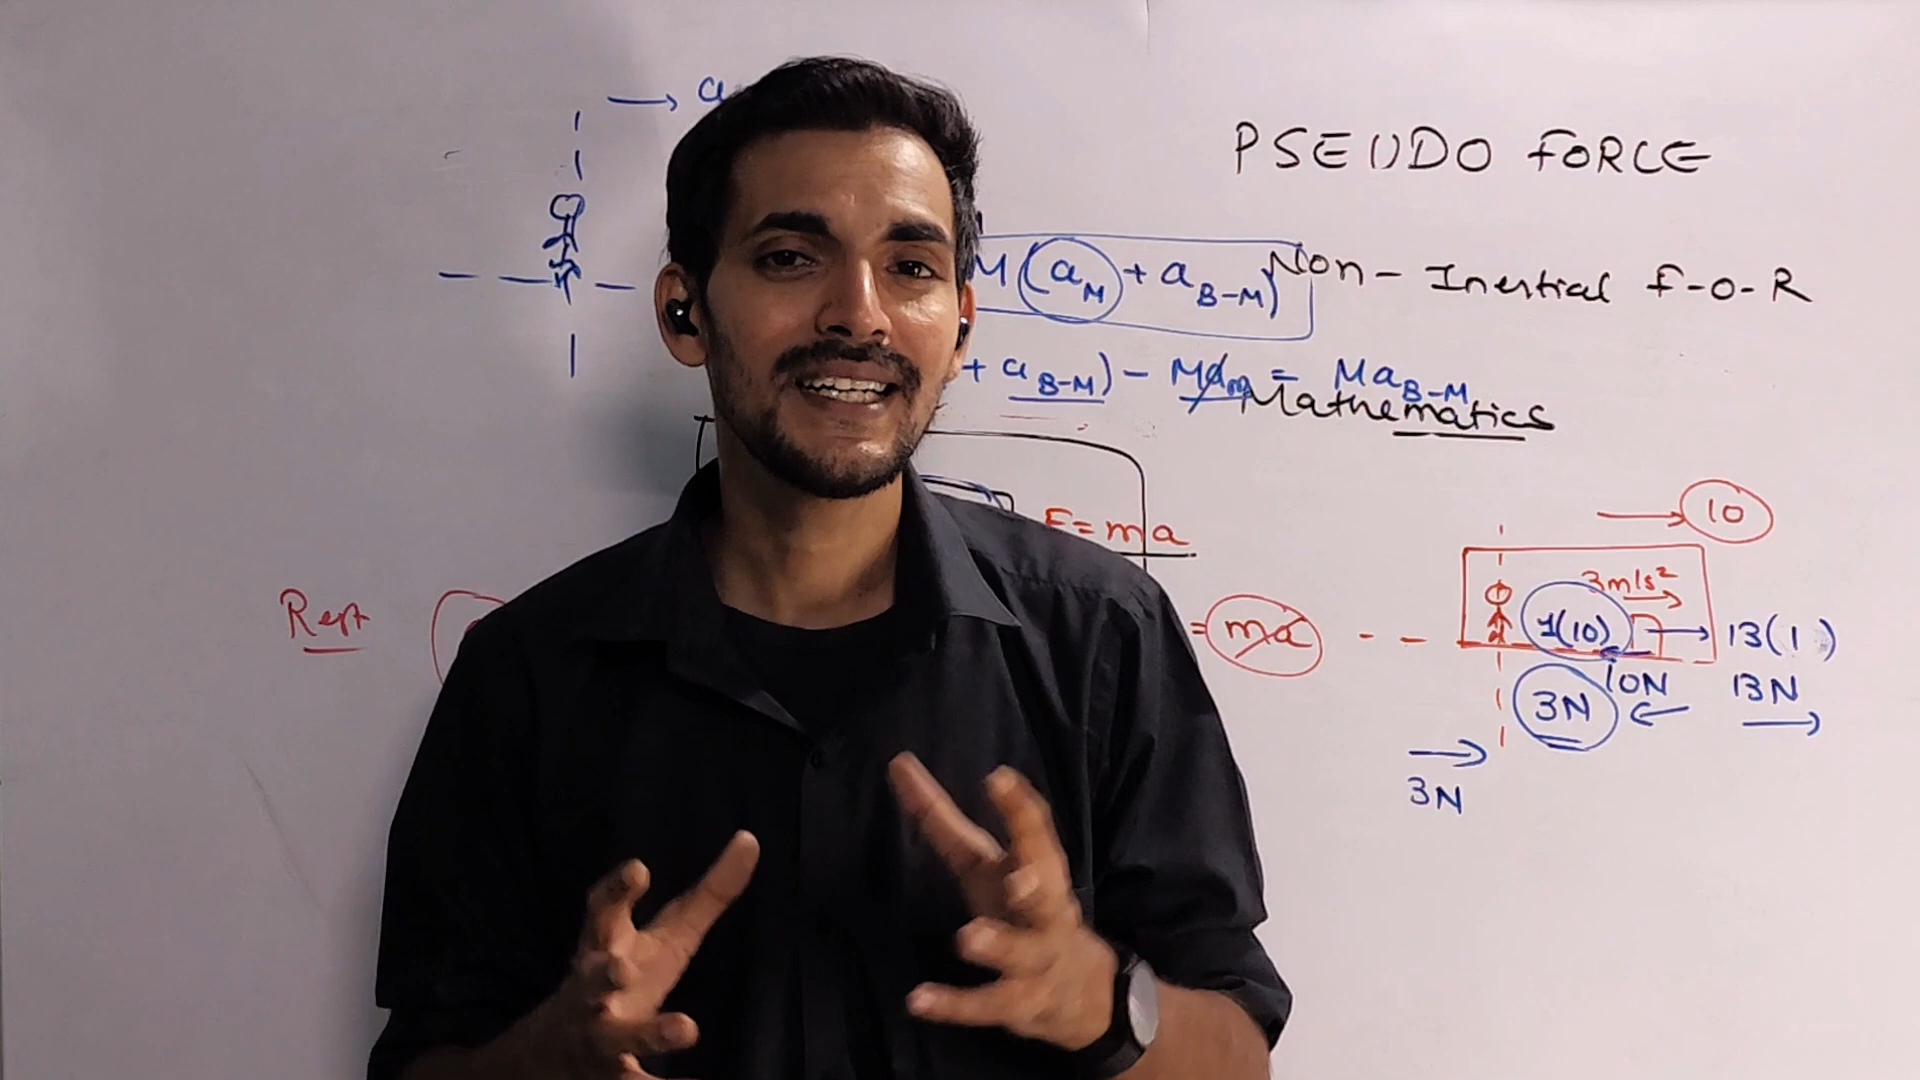 → a
PSEUDO FORCE
M(a_M + a_B-M)
Non-Inertial F-O-R
+ a_B-M) - Ma_m = Ma_B-M
Mathematics
F=ma
→ 10
Rest
= ma
3m/s²
1(10)
→ 13(1)
10N
13N
3N
3N